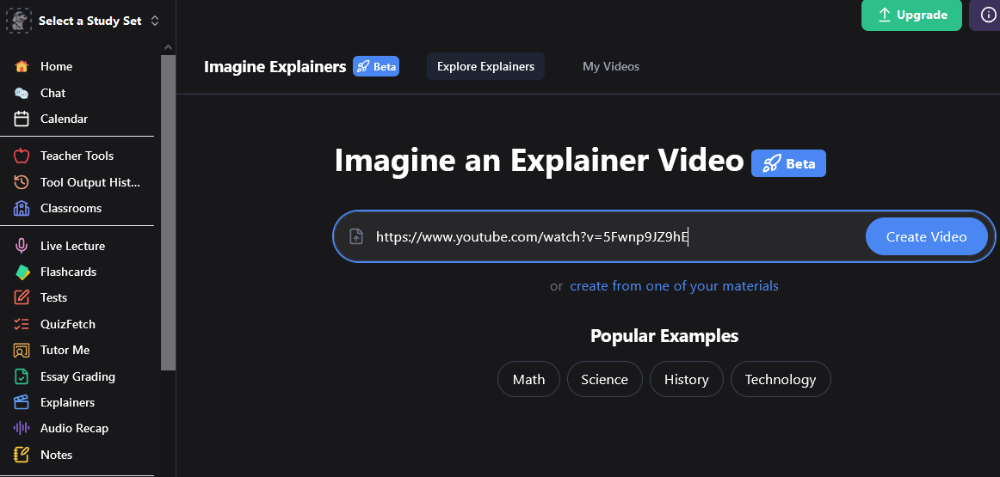 Select a Study Set
Upgrade
Home
Chat
Calendar
Teacher Tools
Tool Output Hist...
Classrooms
Live Lecture
Flashcards
Tests
QuizFetch
Tutor Me
Essay Grading
Explainers
Audio Recap
Notes
Imagine Explainers Beta Explore Explainers My Videos
Imagine an Explainer Video Beta
https://www.youtube.com/watch?v=5Fwnp9JZ9hE Create Video
or create from one of your materials
Popular Examples
Math Science History Technology